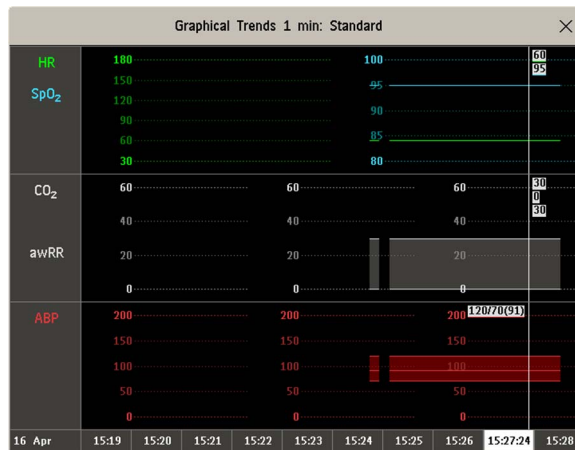 Graphical Trends 1 min: Standard ×
HR 180 100 60
150 95 95
SpO2
120 90
90 85
60
30 80
CO2 60 60 60 30
40 40 40 0
30
awRR 20 20 20
0 0 0
ABP 200 200 200 120/70(91)
150 150 150
100 100 100
50 50 50
0 0 0
16 Apr 15:19 15:20 15:21 15:22 15:23 15:24 15:25 15:26 15:27:24 15:28